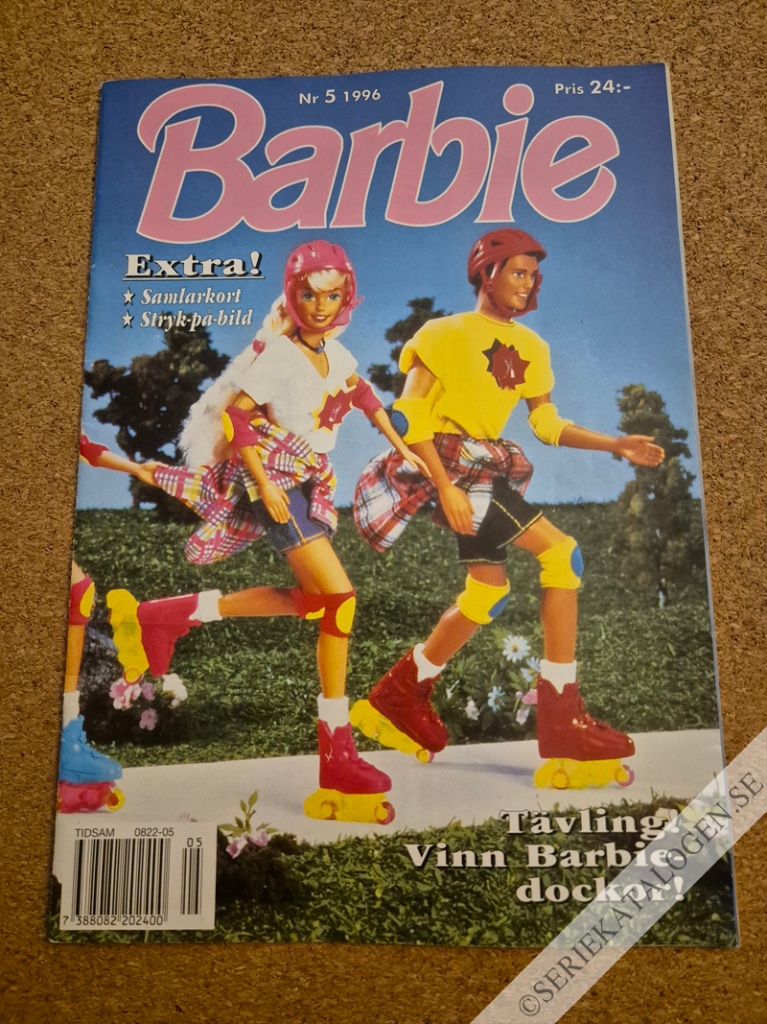 Nr 5 1996
Pris 24:-
Barbie
Extra!
★ Samlarkort
★ Stryk-på-bild
Tävling!
Vinn Barbie-
dockor!
TIDSAM 0822-05
05
7 388082 202400
©SERIEKATALOGEN.SE